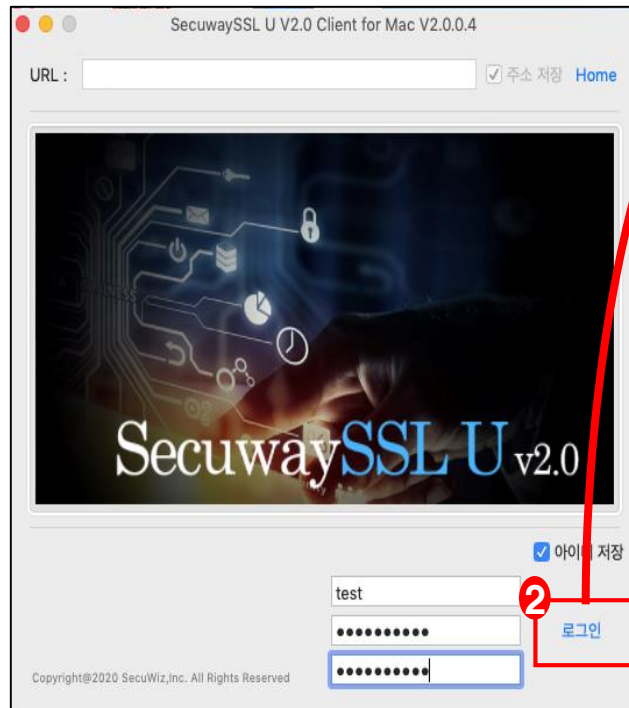 SecuwaySSL U V2.0 Client for Mac V2.0.0.4
URL :
주소 저장 Home
SecuwaySSL U v2.0
아이디 저장
test
2
●●●●●●●●●●
로그인
●●●●●●●●●●
Copyright@2020 SecuWiz,Inc. All Rights Reserved